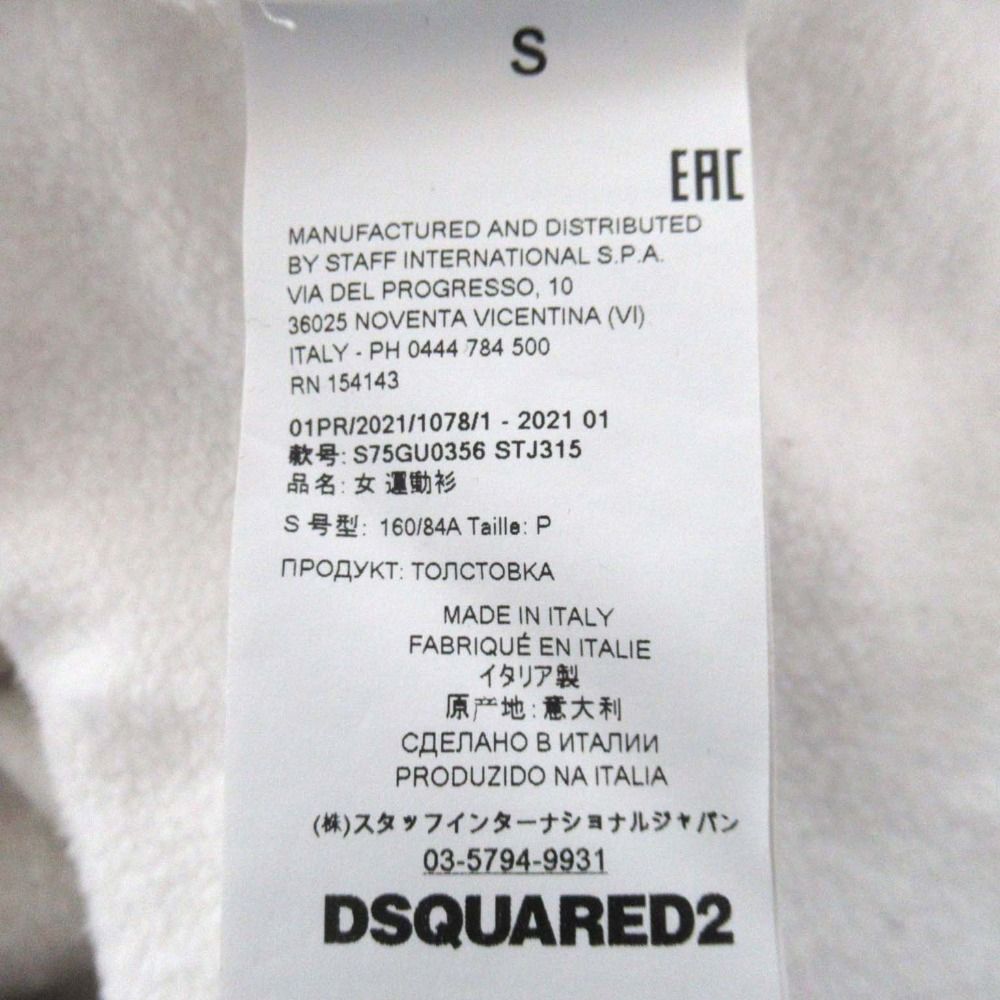 S
EAC
MANUFACTURED AND DISTRIBUTED
BY STAFF INTERNATIONAL S.P.A.
VIA DEL PROGRESSO, 10
36025 NOVENTA VICENTINA (VI)
ITALY - PH 0444 784 500
RN 154143
01PR/2021/1078/1 - 2021 01
款号: S75GU0356 STJ315
品名: 女 運動衫
S 号型: 160/84A Taille: P
ПРОДУКТ: ТОЛСТОВКА
MADE IN ITALY
FABRIQUÉ EN ITALIE
イタリア製
原产地:意大利
СДЕЛАНО В ИТАЛИИ
PRODUZIDO NA ITALIA
(株)スタッフインターナショナルジャパン
03-5794-9931
DSQUARED2